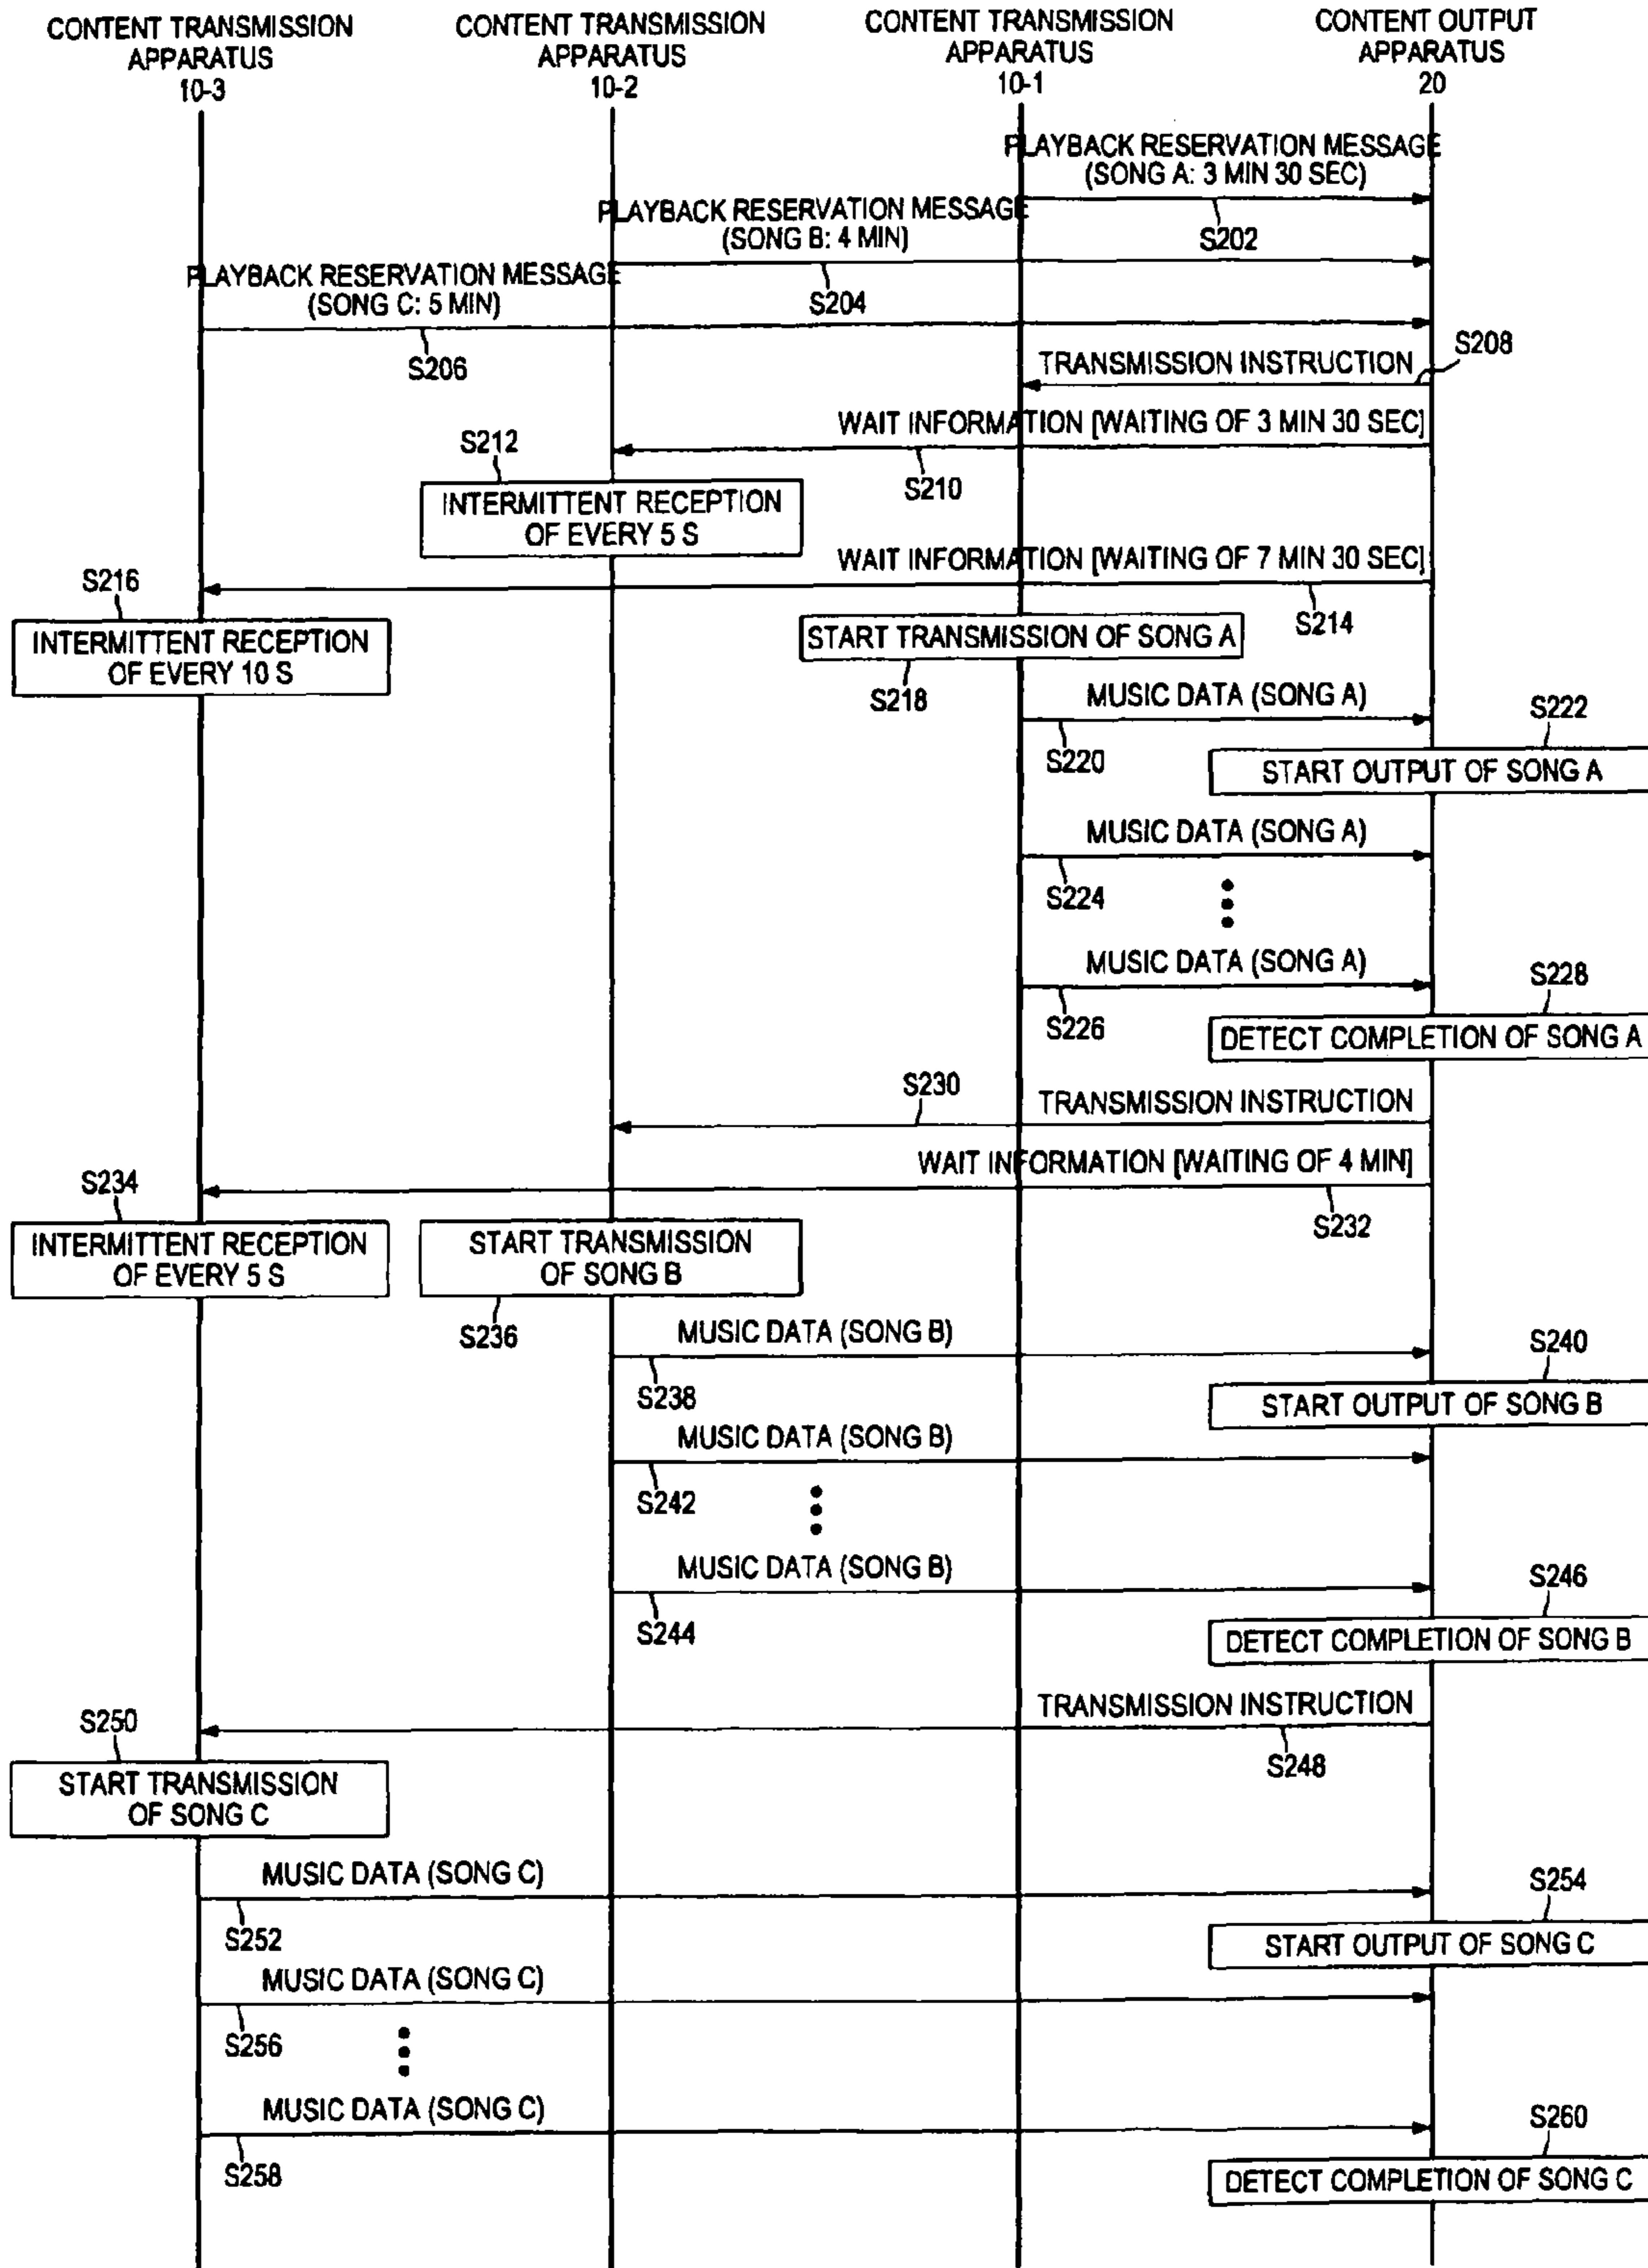 CONTENT TRANSMISSION
APPARATUS
10-3
CONTENT TRANSMISSION
APPARATUS
10-2
CONTENT TRANSMISSION
APPARATUS
10-1
CONTENT OUTPUT
APPARATUS
20
PLAYBACK RESERVATION MESSAGE
(SONG A: 3 MIN 30 SEC)
S202
PLAYBACK RESERVATION MESSAGE
(SONG B: 4 MIN)
S204
PLAYBACK RESERVATION MESSAGE
(SONG C: 5 MIN)
S206
S208
TRANSMISSION INSTRUCTION
WAIT INFORMATION [WAITING OF 3 MIN 30 SEC]
S210
S212
INTERMITTENT RECEPTION
OF EVERY 5 S
WAIT INFORMATION [WAITING OF 7 MIN 30 SEC]
S214
S216
INTERMITTENT RECEPTION
OF EVERY 10 S
START TRANSMISSION OF SONG A
S218
MUSIC DATA (SONG A)
S220
S222
START OUTPUT OF SONG A
MUSIC DATA (SONG A)
S224
MUSIC DATA (SONG A)
S226
S228
DETECT COMPLETION OF SONG A
S230
TRANSMISSION INSTRUCTION
WAIT INFORMATION [WAITING OF 4 MIN]
S232
S234
INTERMITTENT RECEPTION
OF EVERY 5 S
START TRANSMISSION
OF SONG B
S236
MUSIC DATA (SONG B)
S238
S240
START OUTPUT OF SONG B
MUSIC DATA (SONG B)
S242
MUSIC DATA (SONG B)
S244
S246
DETECT COMPLETION OF SONG B
TRANSMISSION INSTRUCTION
S248
S250
START TRANSMISSION
OF SONG C
MUSIC DATA (SONG C)
S252
S254
START OUTPUT OF SONG C
MUSIC DATA (SONG C)
S256
MUSIC DATA (SONG C)
S258
S260
DETECT COMPLETION OF SONG C